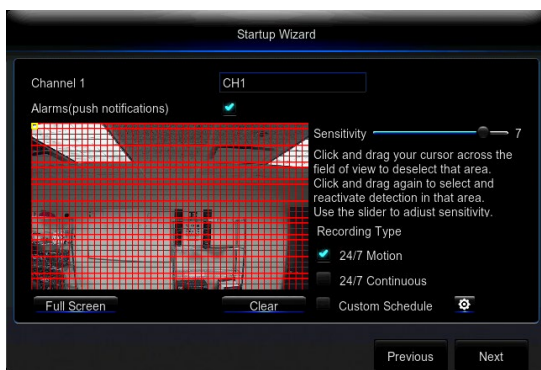 Startup Wizard
Channel 1 CH1
Alarms(push notifications)
Sensitivity 7
Click and drag your cursor across the
field of view to deselect that area.
Click and drag again to select and
reactivate detection in that area.
Use the slider to adjust sensitivity.
Recording Type
24/7 Motion
24/7 Continuous
Custom Schedule
Full Screen Clear
Previous Next